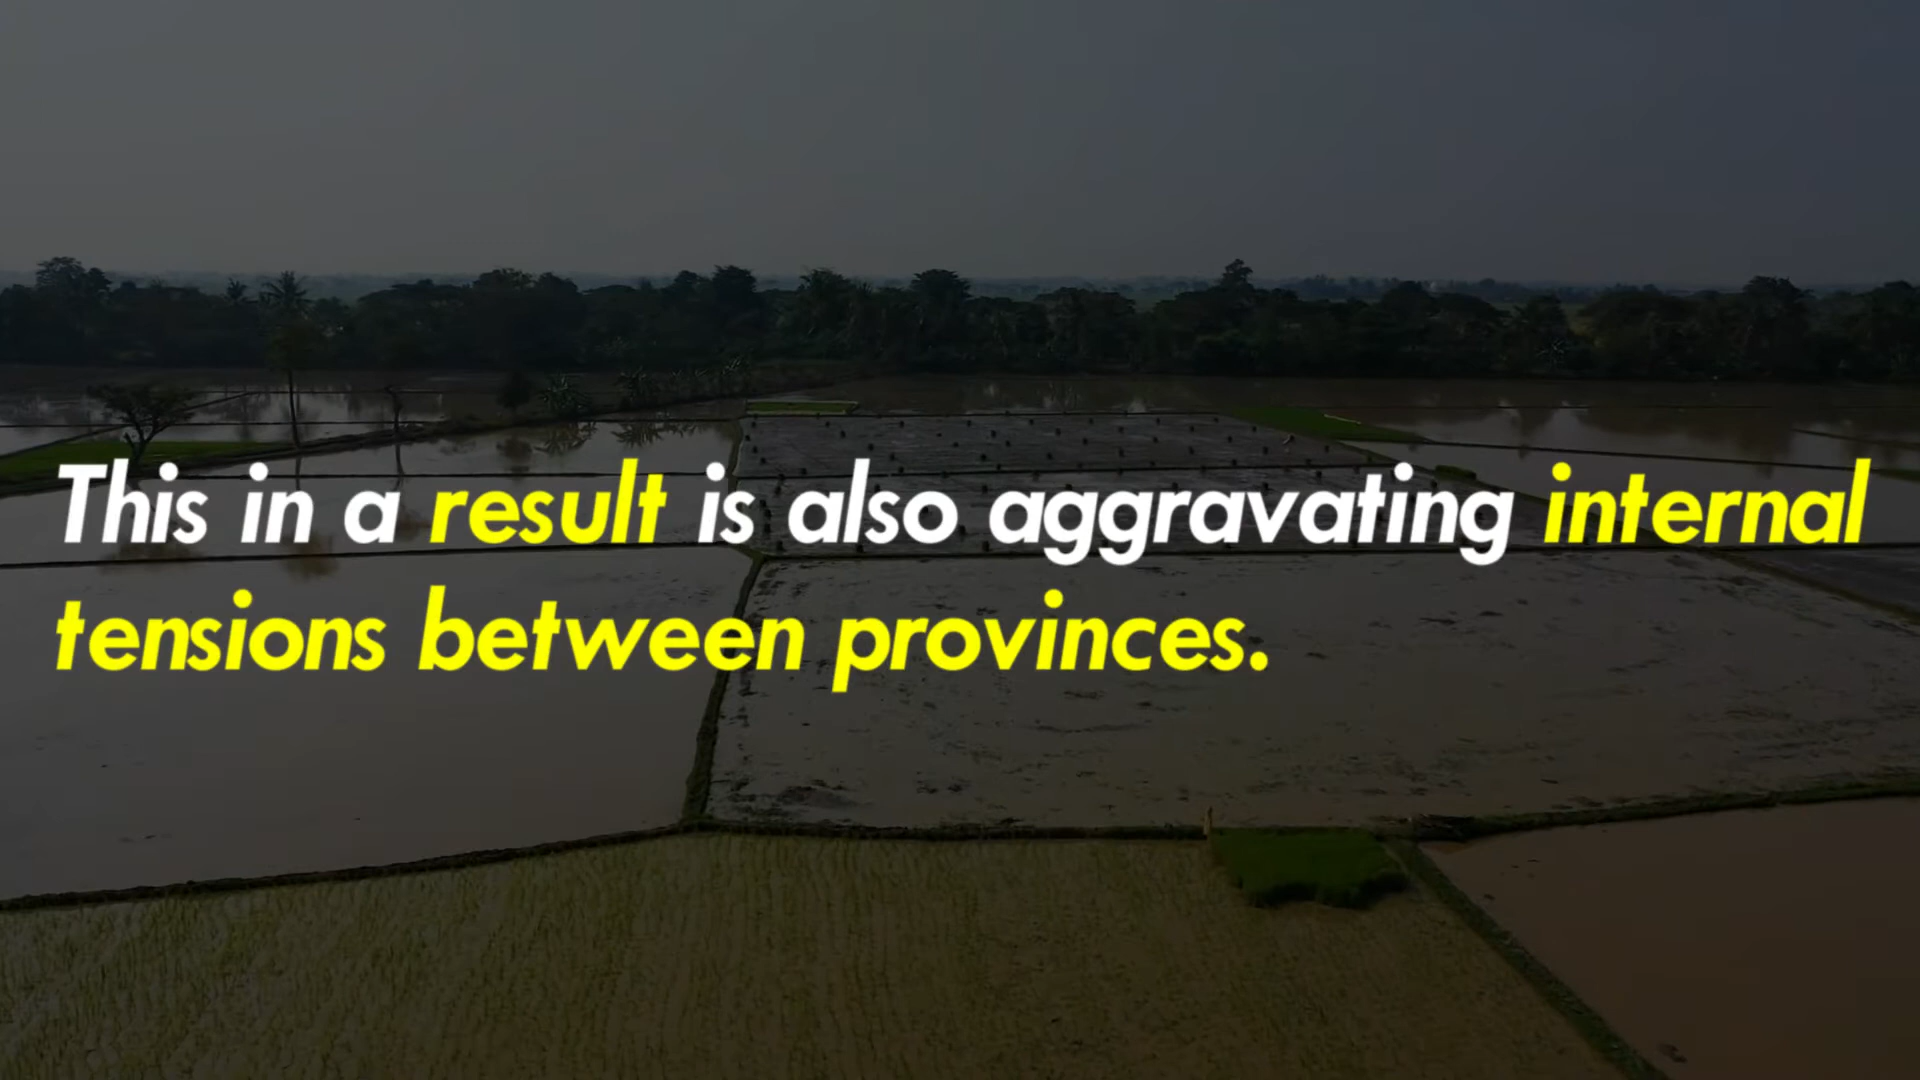 This in a result is also aggravating internal
tensions between provinces.